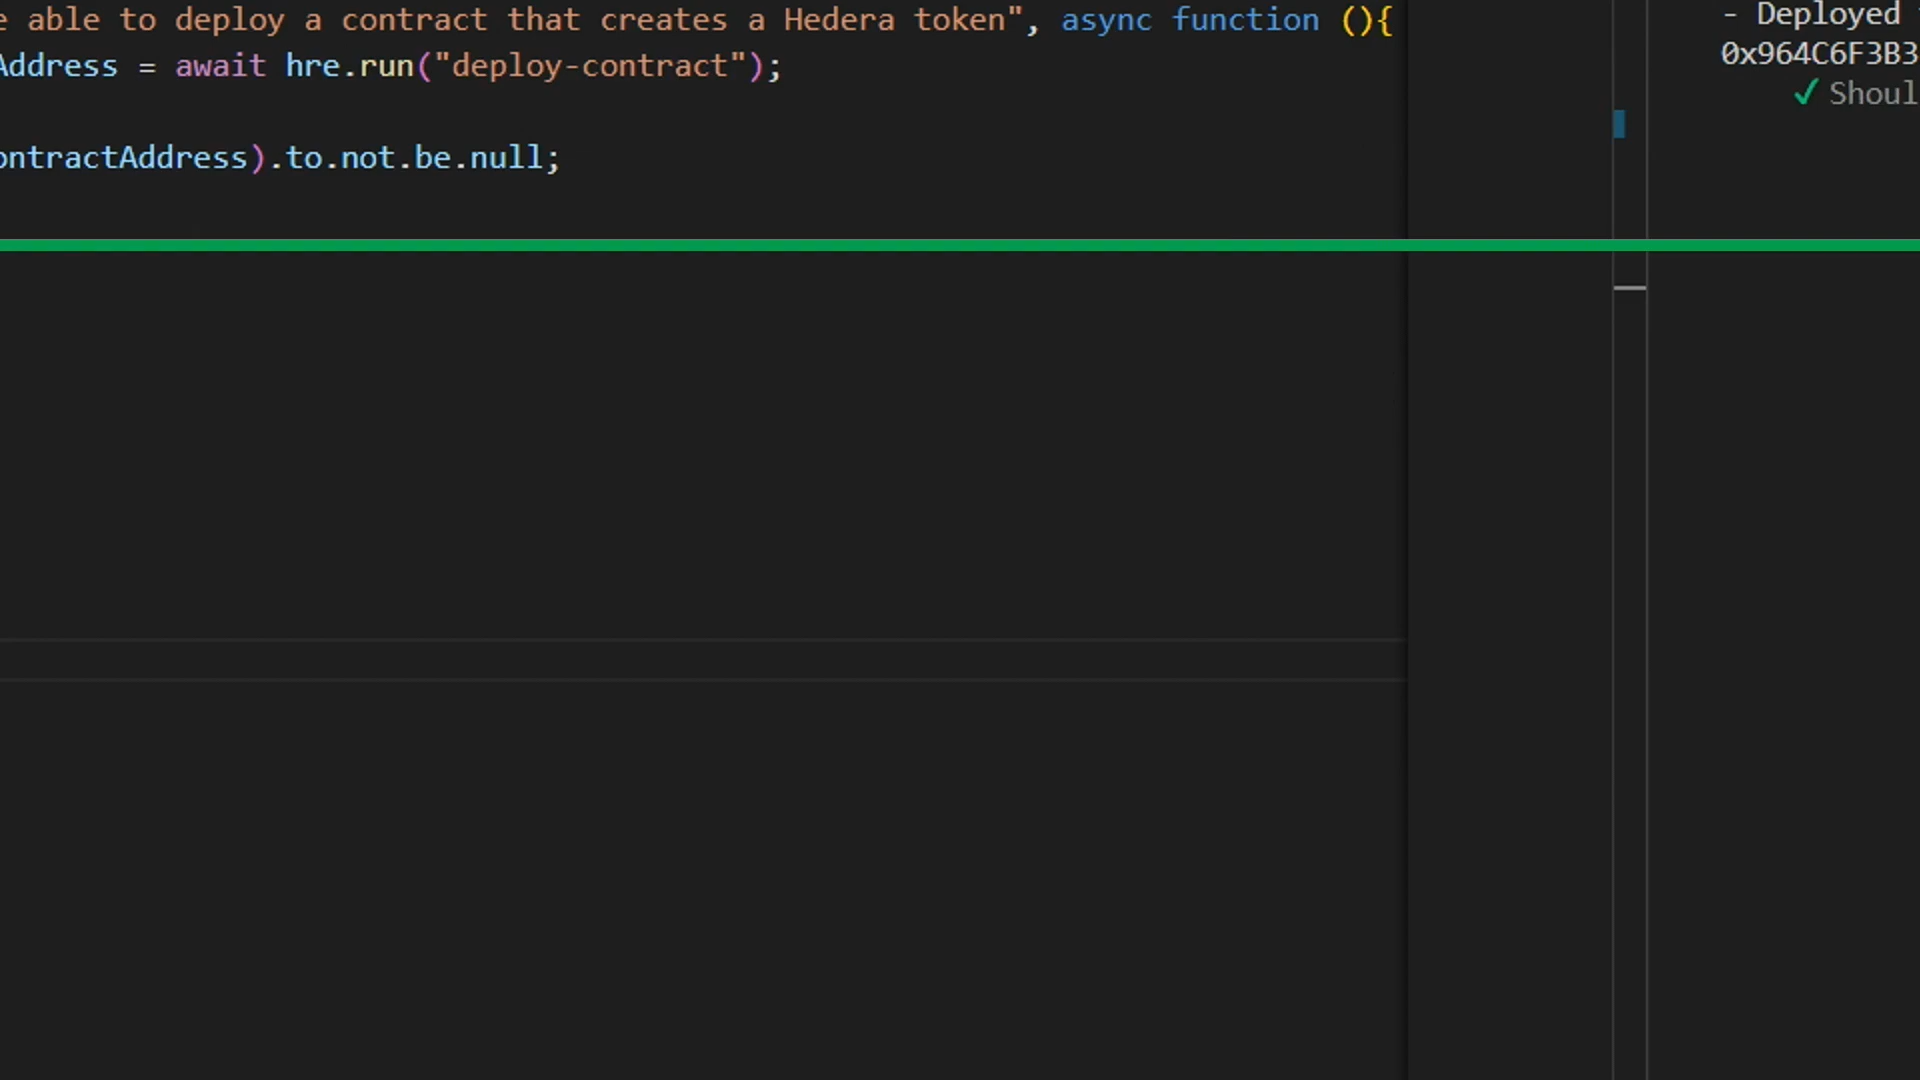 e able to deploy a contract that creates a Hedera token", async function (){
Address = await hre.run("deploy-contract");
ontractAddress).to.not.be.null;
- Deployed
0x964C6F3B3
✓ Shoul